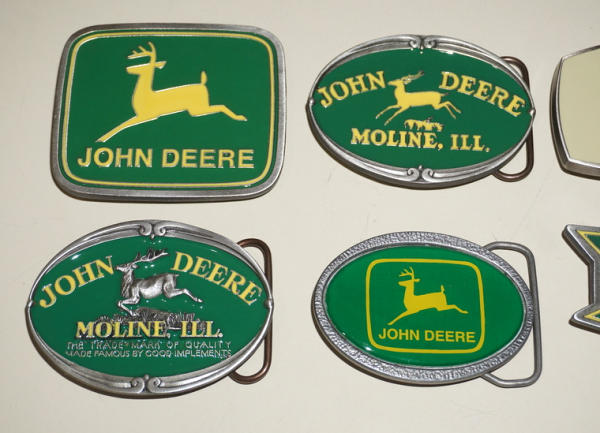 JOHN DEERE
JOHN DEERE
MOLINE, ILL.
JOHN DEERE
MOLINE, ILL.
THE TRADE MARK OF QUALITY
MADE FAMOUS BY GOOD IMPLEMENTS
JOHN DEERE